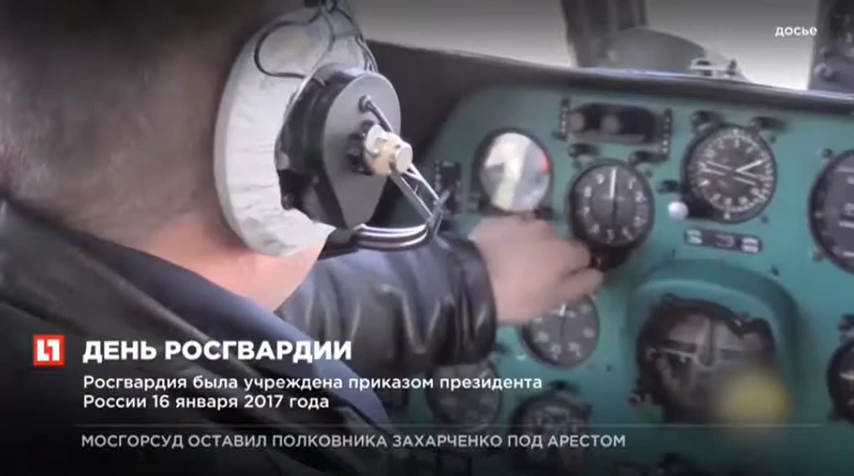 досье
ДЕНЬ РОСГВАРДИИ
Росгвардия была учреждена приказом президента
России 16 января 2017 года
МОСГОРСУД ОСТАВИЛ ПОЛКОВНИКА ЗАХАРЧЕНКО ПОД АРЕСТОМ